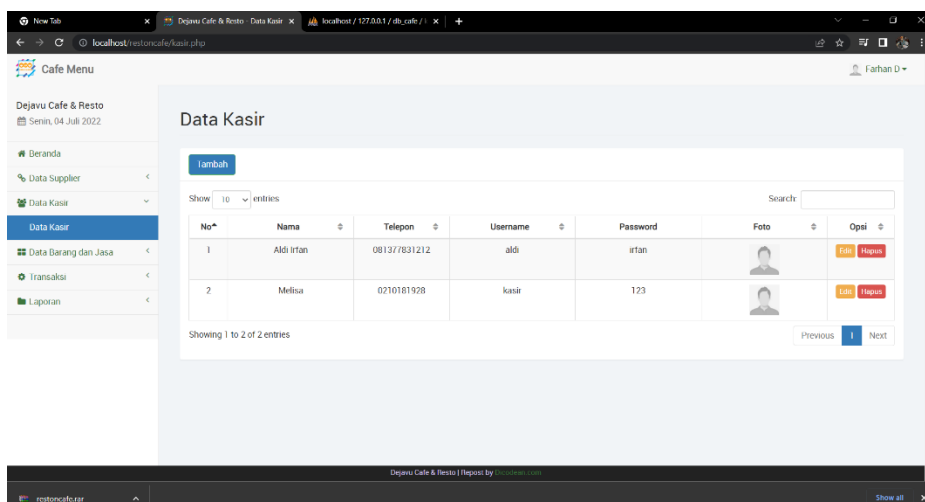 New Tab
Dejavu Cafe & Resto - Data Kasir
localhost / 127.0.0.1 / db_cafe /
localhost/restoncafe/kasir.php
Cafe Menu
Farhan D
Dejavu Cafe & Resto
Senin, 04 Juli 2022
Data Kasir
Beranda
Tambah
Data Supplier
Data Kasir
Show 10 entries Search:
Data Kasir
No Nama Telepon Username Password Foto Opsi
Data Barang dan Jasa
1 Aldi Irfan 081377831212 aldi irfan Edit Hapus
Transaksi
2 Melisa 0210181928 kasir 123 Edit Hapus
Laporan
Showing 1 to 2 of 2 entries
Previous 1 Next
Dejavu Cafe & Resto | Repost by Dicodean.com
restoncafe.rar
Show all